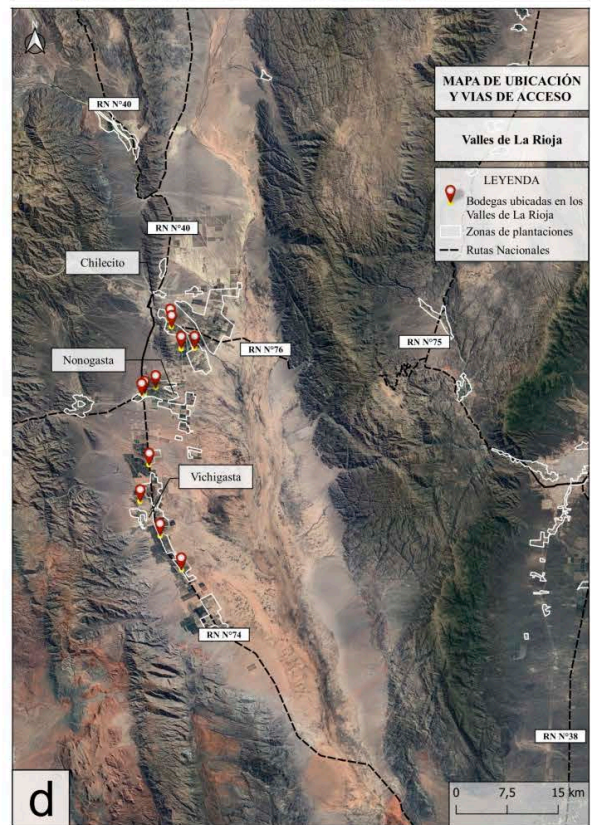 N
MAPA DE UBICACIÓN
Y VIAS DE ACCESO
Valles de La Rioja
LEYENDA
Bodegas ubicadas en los
Valles de La Rioja
Zonas de plantaciones
Rutas Nacionales
RN N°40
RN N°40
Chilecito
RN N°76
RN N°75
Nonogasta
Vichigasta
RN N°74
RN N°38
d
0 7,5 15 km